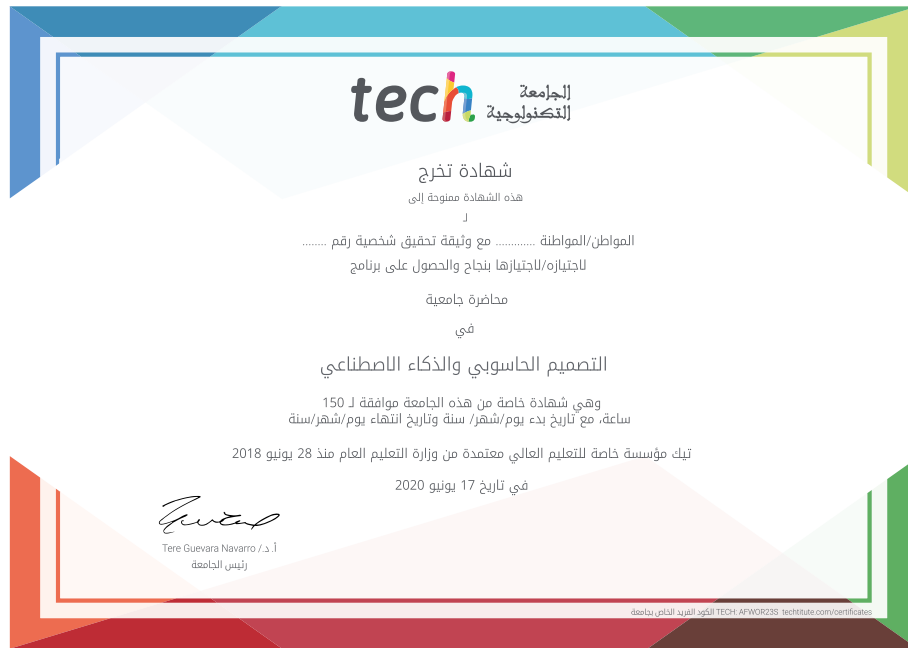 tech
الجامعة
التكنولوجية
شهادة تخرج
هذه الشهادة ممنوحة إلى
لـ
المواطن/المواطنة ............ مع وثيقة تحقيق شخصية رقم ........
لاجتيازه/لاجتيازها بنجاح والحصول على برنامج
محاضرة جامعية
في
التصميم الحاسوبي والذكاء الاصطناعي
وهي شهادة خاصة من هذه الجامعة موافقة لـ 150
ساعة، مع تاريخ بدء يوم/شهر/ سنة وتاريخ انتهاء يوم/شهر/سنة
تيك مؤسسة خاصة للتعليم العالي معتمدة من وزارة التعليم العام منذ 28 يونيو 2018
في تاريخ 17 يونيو 2020
أ. د./ Tere Guevara Navarro
رئيس الجامعة
الكود الفريد الخاص بجامعة TECH: AFWOR23S techtitute.com/certificates